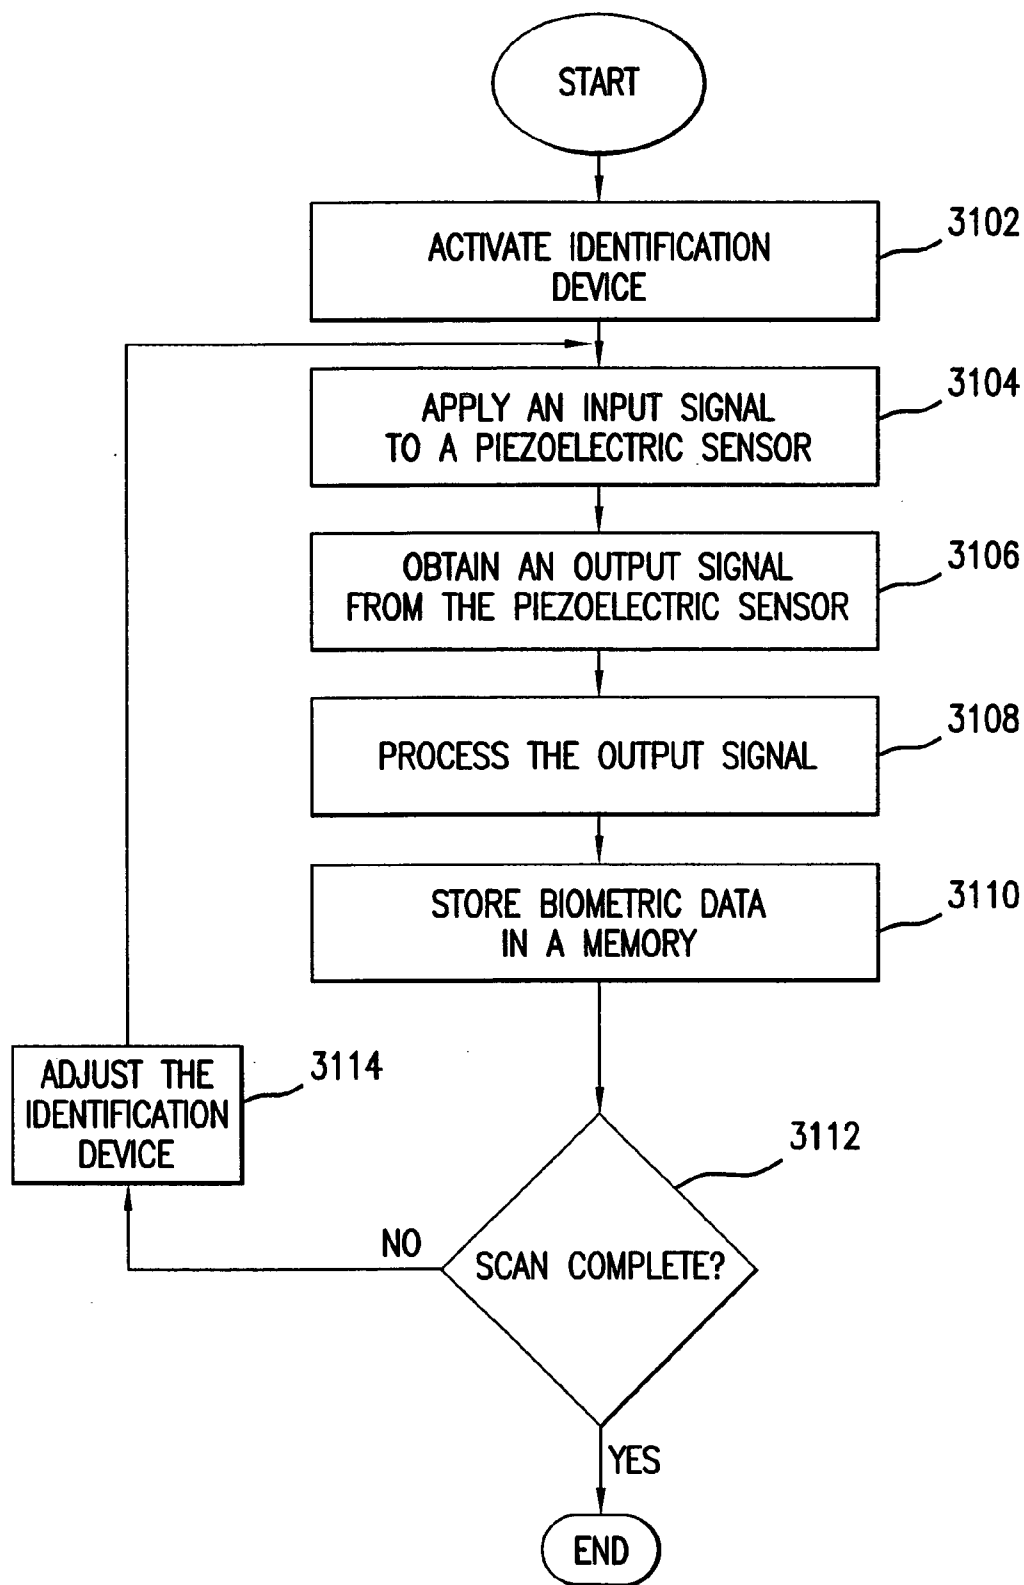 START
3102
ACTIVATE IDENTIFICATION
DEVICE
3104
APPLY AN INPUT SIGNAL
TO A PIEZOELECTRIC SENSOR
3106
OBTAIN AN OUTPUT SIGNAL
FROM THE PIEZOELECTRIC SENSOR
3108
PROCESS THE OUTPUT SIGNAL
3110
STORE BIOMETRIC DATA
IN A MEMORY
3114
ADJUST THE
IDENTIFICATION
DEVICE
3112
NO
SCAN COMPLETE?
YES
END